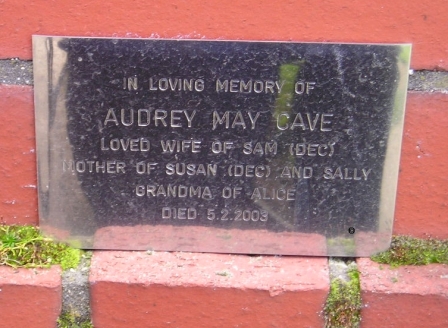 IN LOVING MEMORY OF
AUDREY MAY CAVE
LOVED WIFE OF SAM (DEC)
MOTHER OF SUSAN (DEC) AND SALLY
GRANDMA OF ALICE
DIED 5.2.2003